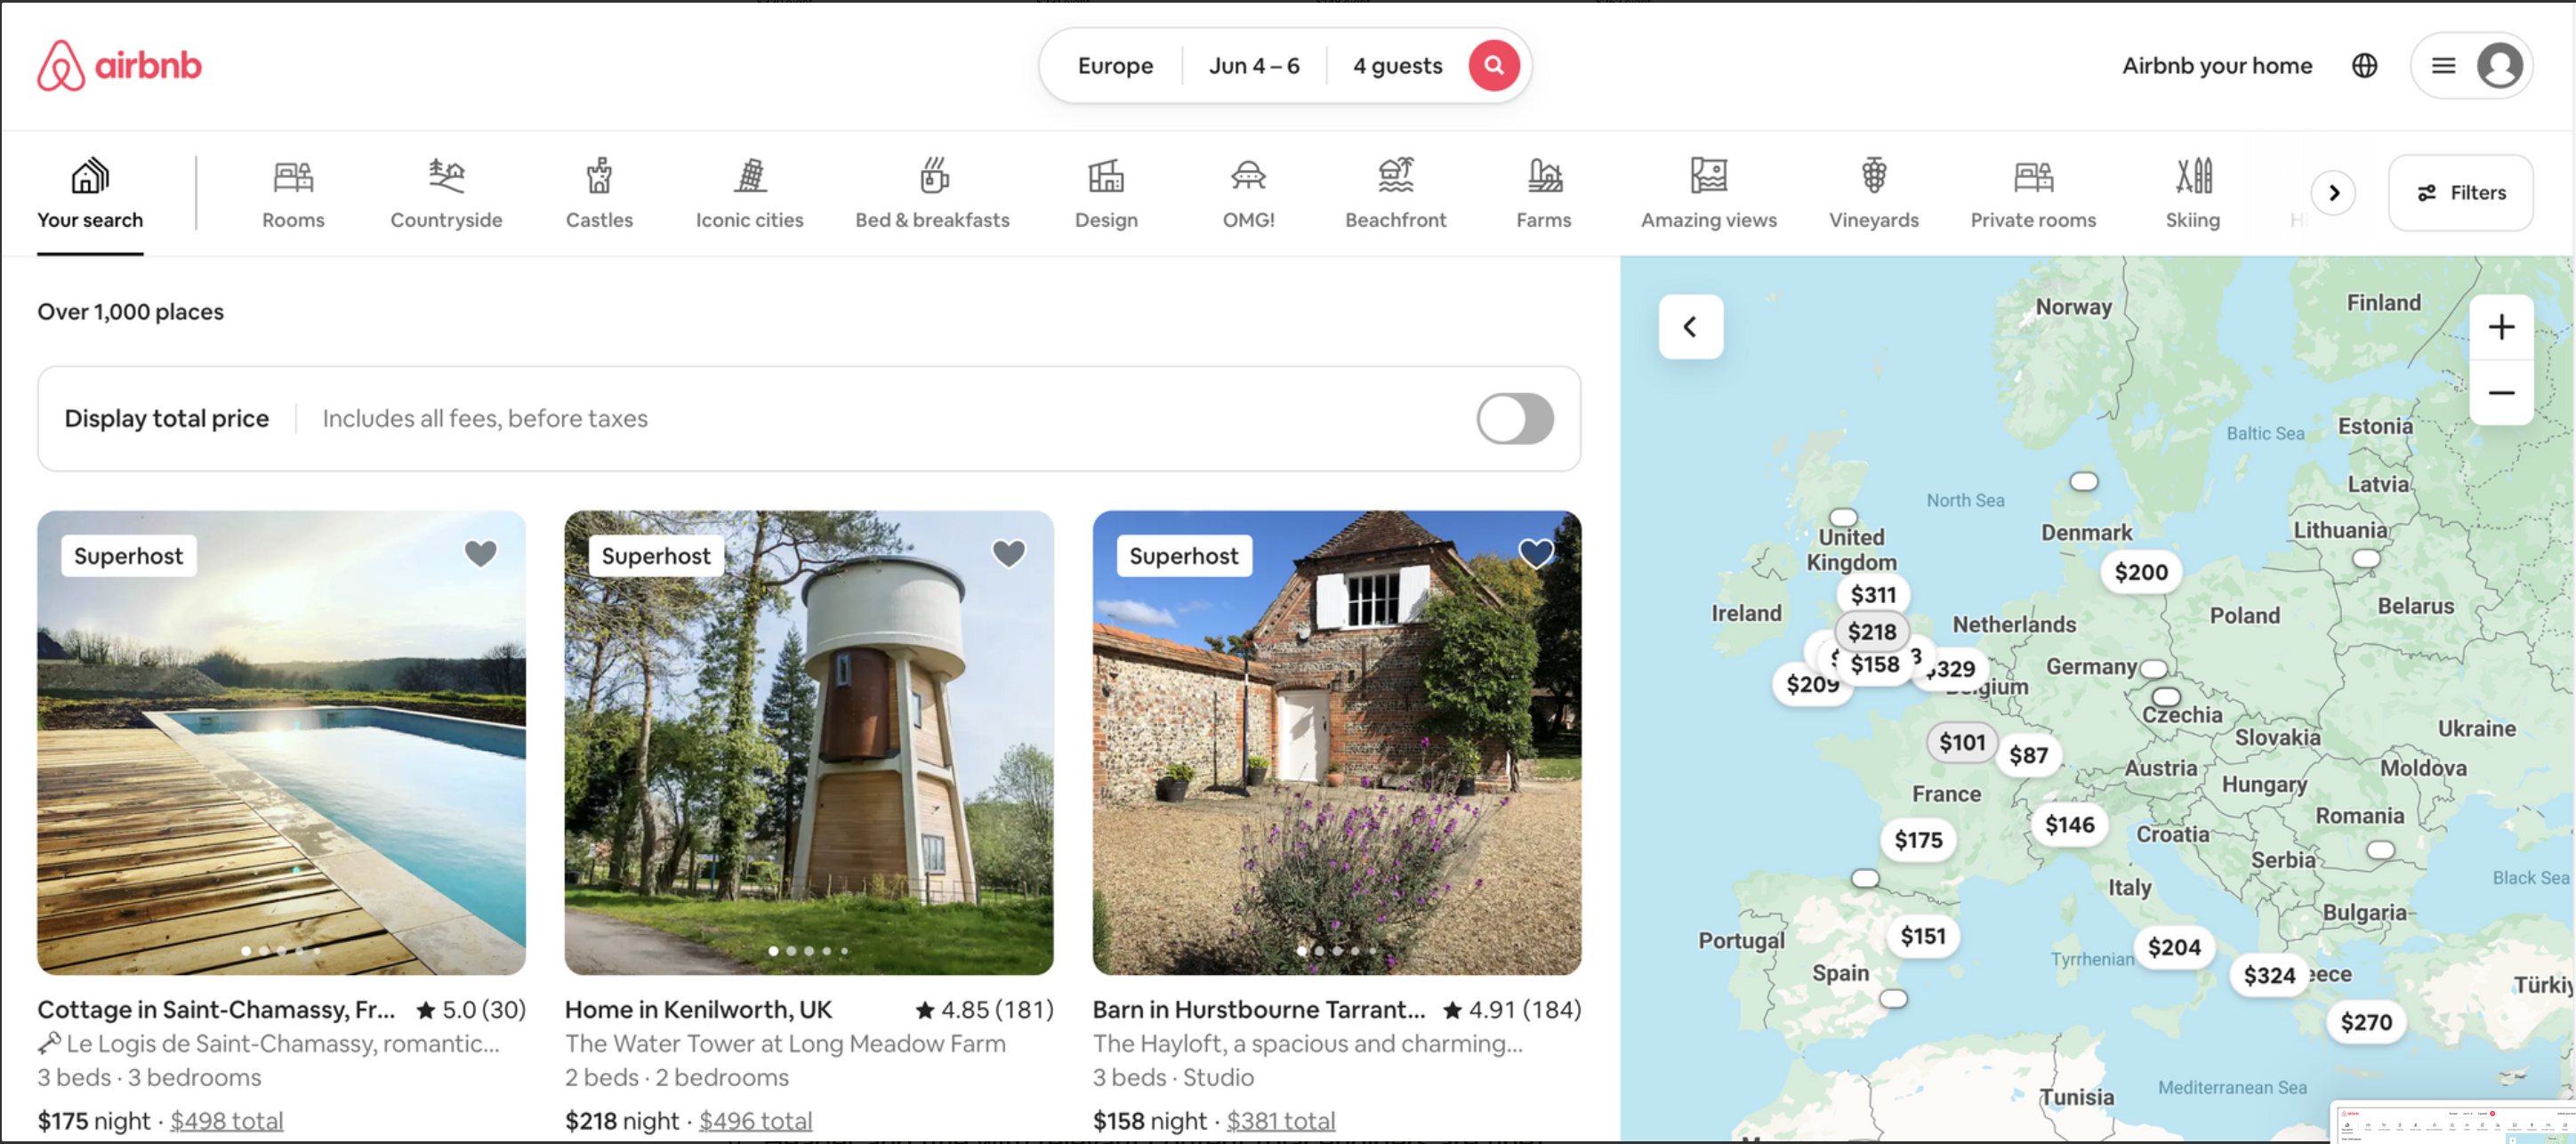 airbnb
Europe
Jun 4 – 6
4 guests
Airbnb your home
Your search
Rooms
Countryside
Castles
Iconic cities
Bed & breakfasts
Design
OMG!
Beachfront
Farms
Amazing views
Vineyards
Private rooms
Skiing
Filters
Over 1,000 places
Display total price
Includes all fees, before taxes
Superhost
Cottage in Saint-Chamassy, Fr... ★ 5.0 (30)
Le Logis de Saint-Chamassy, romantic...
3 beds · 3 bedrooms
$175 night · $498 total
Superhost
Home in Kenilworth, UK ★ 4.85 (181)
The Water Tower at Long Meadow Farm
2 beds · 2 bedrooms
$218 night · $496 total
Superhost
Barn in Hurstbourne Tarrant... ★ 4.91 (184)
The Hayloft, a spacious and charming...
3 beds · Studio
$158 night · $381 total
Norway
Finland
Baltic Sea
Estonia
Latvia
North Sea
Lithuania
Denmark
United
Kingdom
$200
$311
Ireland
Netherlands
Poland
Belarus
$218
$158
$329
$209
Germany
Czechia
Ukraine
$101
$87
Slovakia
Austria
Moldova
Hungary
France
Romania
$146
$175
Croatia
Serbia
Italy
Black Sea
Bulgaria
Portugal
$151
$204
Tyrrhenian
Spain
$324
$270
Mediterranean Sea
Tunisia